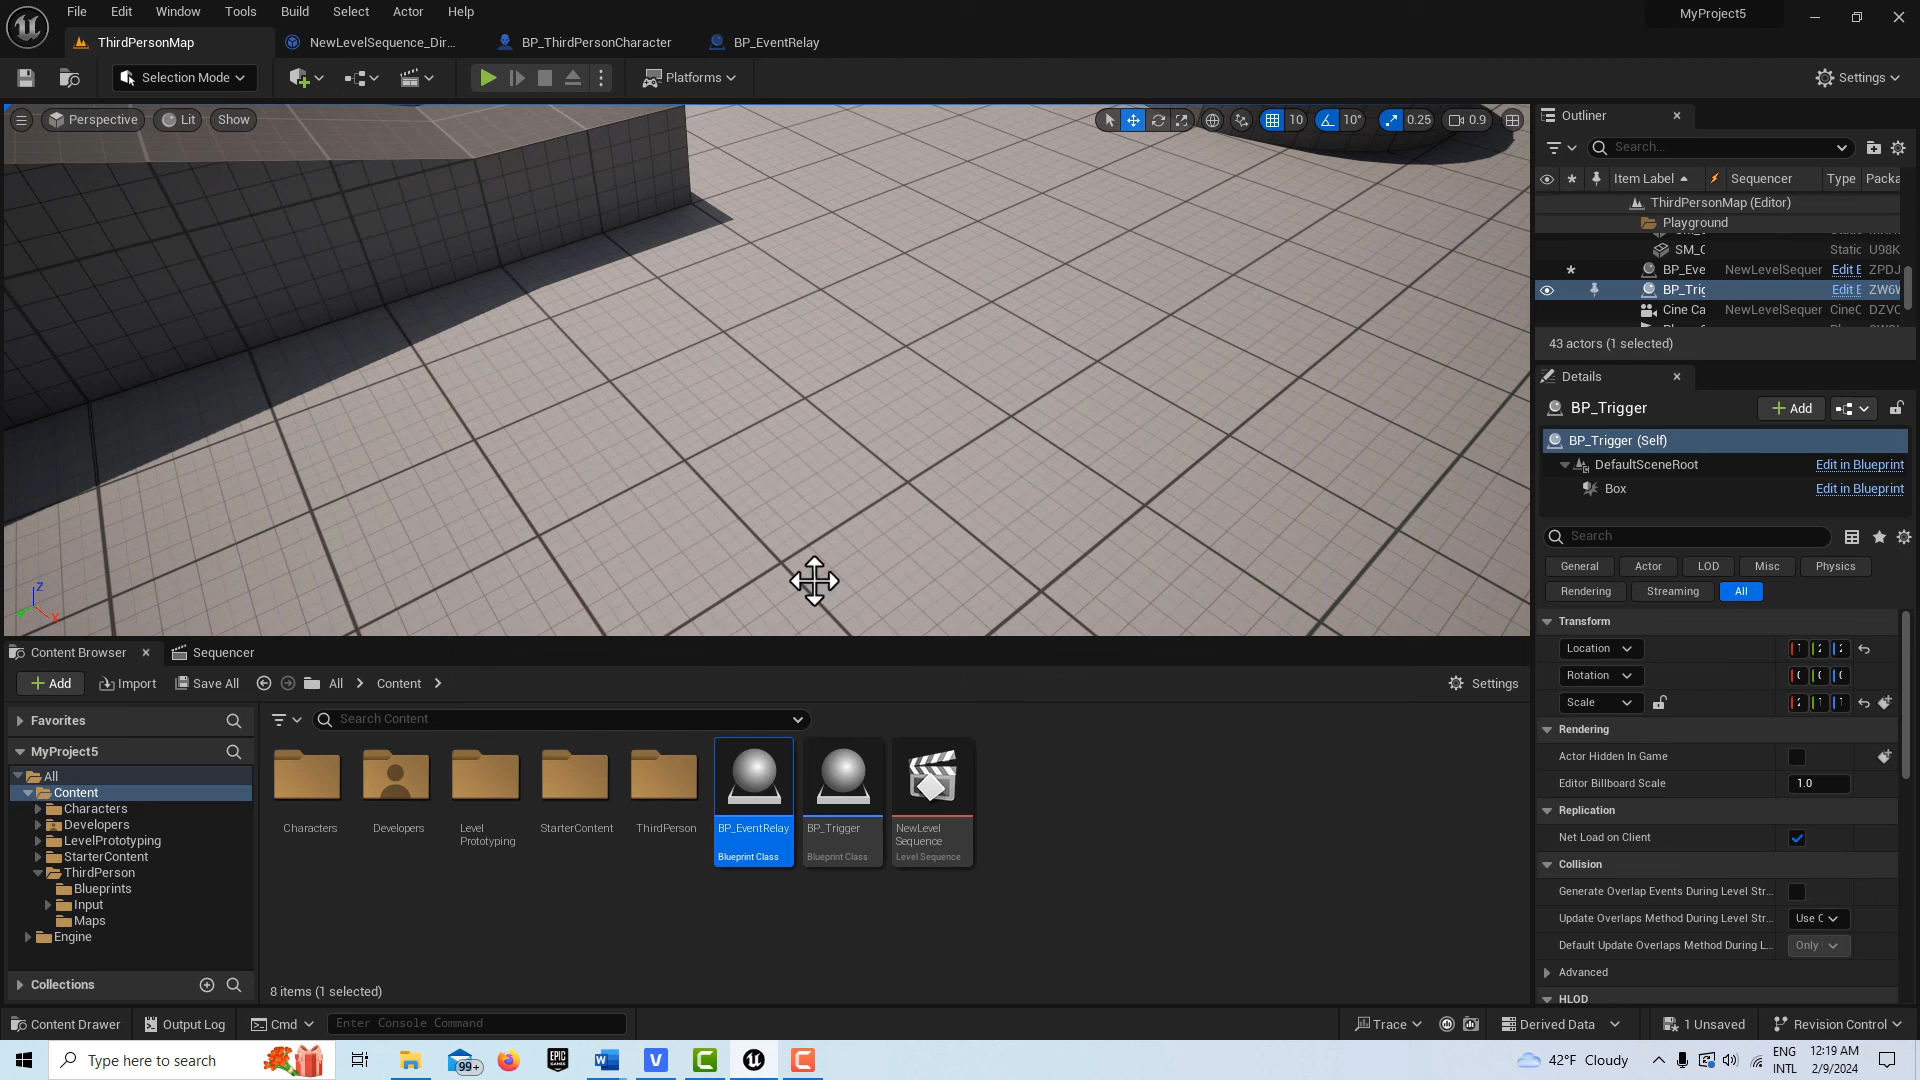 File Edit Window Tools Build Select Actor Help
MyProject5
ThirdPersonMap NewLevelSequence_Dir... BP_ThirdPersonCharacter BP_EventRelay
Selection Mode Platforms Settings
Perspective Lit Show
10 10° 0.25 0.9
Outliner
Search...
Item Label Sequencer Type Packa
ThirdPersonMap (Editor)
Playground
SM_C Static U98K
BP_Eve NewLevelSequer Edit E ZPDJ
BP_Trig Edit E ZW6W
Cine Ca NewLevelSequer CineC DZVC
43 actors (1 selected)
Details
BP_Trigger Add
BP_Trigger (Self)
DefaultSceneRoot Edit in Blueprint
Box Edit in Blueprint
Search
General Actor LOD Misc Physics
Rendering Streaming All
Transform
Location
Rotation
Scale
Rendering
Actor Hidden In Game
Editor Billboard Scale 1.0
Replication
Net Load on Client
Collision
Generate Overlap Events During Level Str...
Update Overlaps Method During Level Str... Use C
Default Update Overlaps Method During L... Only
Advanced
HLOD
Z
X
Content Browser Sequencer
Add Import Save All All Content Settings
Favorites
Search Content
MyProject5
All
Content
Characters
Developers
LevelPrototyping
StarterContent
ThirdPerson
Blueprints
Input
Maps
Engine
Collections
Characters Developers Level Prototyping StarterContent ThirdPerson
BP_EventRelay
Blueprint Class
BP_Trigger
Blueprint Class
NewLevel
Sequence
Level Sequence
8 items (1 selected)
Content Drawer Output Log Cmd Enter Console Command Trace Derived Data 1 Unsaved Revision Control
Type here to search
99+
EPIC GAMES
42°F Cloudy
ENG
INTL
12:19 AM
2/9/2024